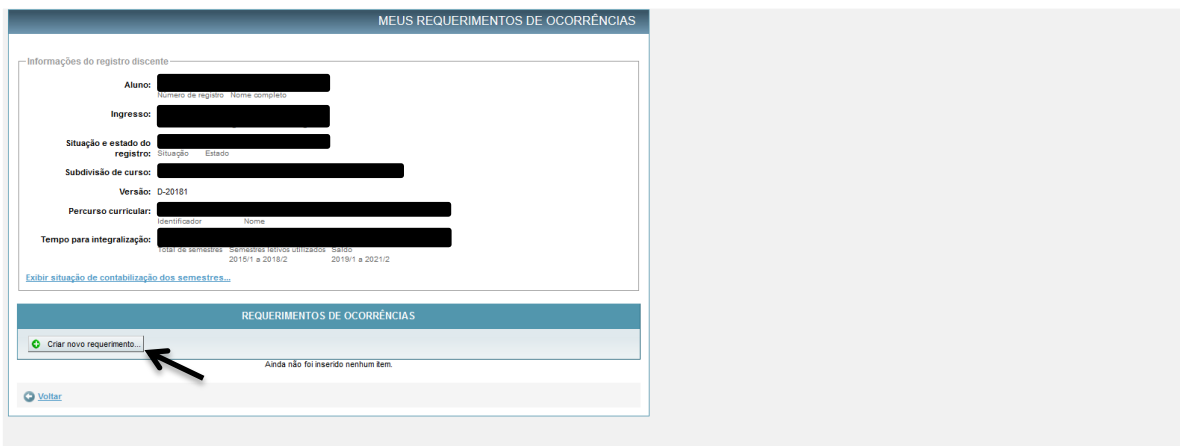 MEUS REQUERIMENTOS DE OCORRÊNCIAS
Informações do registro discente
Aluno:
Número de registro Nome completo
Ingresso:
Situação e estado do
registro:
Situação Estado
Subdivisão de curso:
Versão: D-20181
Percurso curricular:
Identificador Nome
Tempo para integralização:
Total de semestres Semestres letivos utilizados Saldo
2015/1 a 2018/2 2019/1 a 2021/2
Exibir situação de contabilização dos semestres...
REQUERIMENTOS DE OCORRÊNCIAS
Criar novo requerimento...
Ainda não foi inserido nenhum item.
Voltar